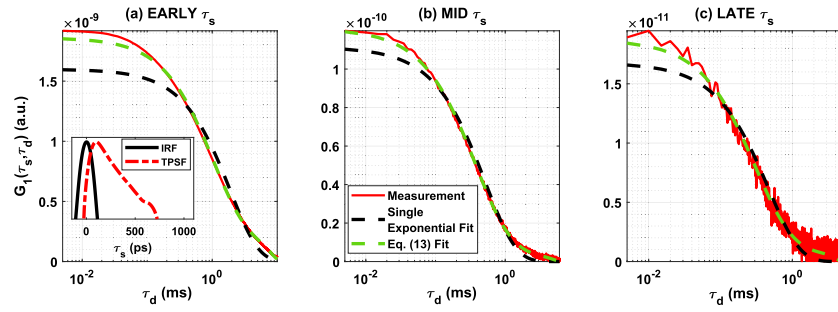 (a) EARLY τs
(b) MID τs
(c) LATE τs
×10-9
×10-10
×10-11
G1(τs,τd) (a.u.)
1.5
1
0.5
0
10-2
100
τd (ms)
IRF
TPSF
0
500
1000
τs (ps)
1
0.8
0.6
0.4
0.2
0
10-2
100
τd (ms)
Measurement
Single
Exponential Fit
Eq. (13) Fit
1.5
1
0.5
0
10-2
100
τd (ms)